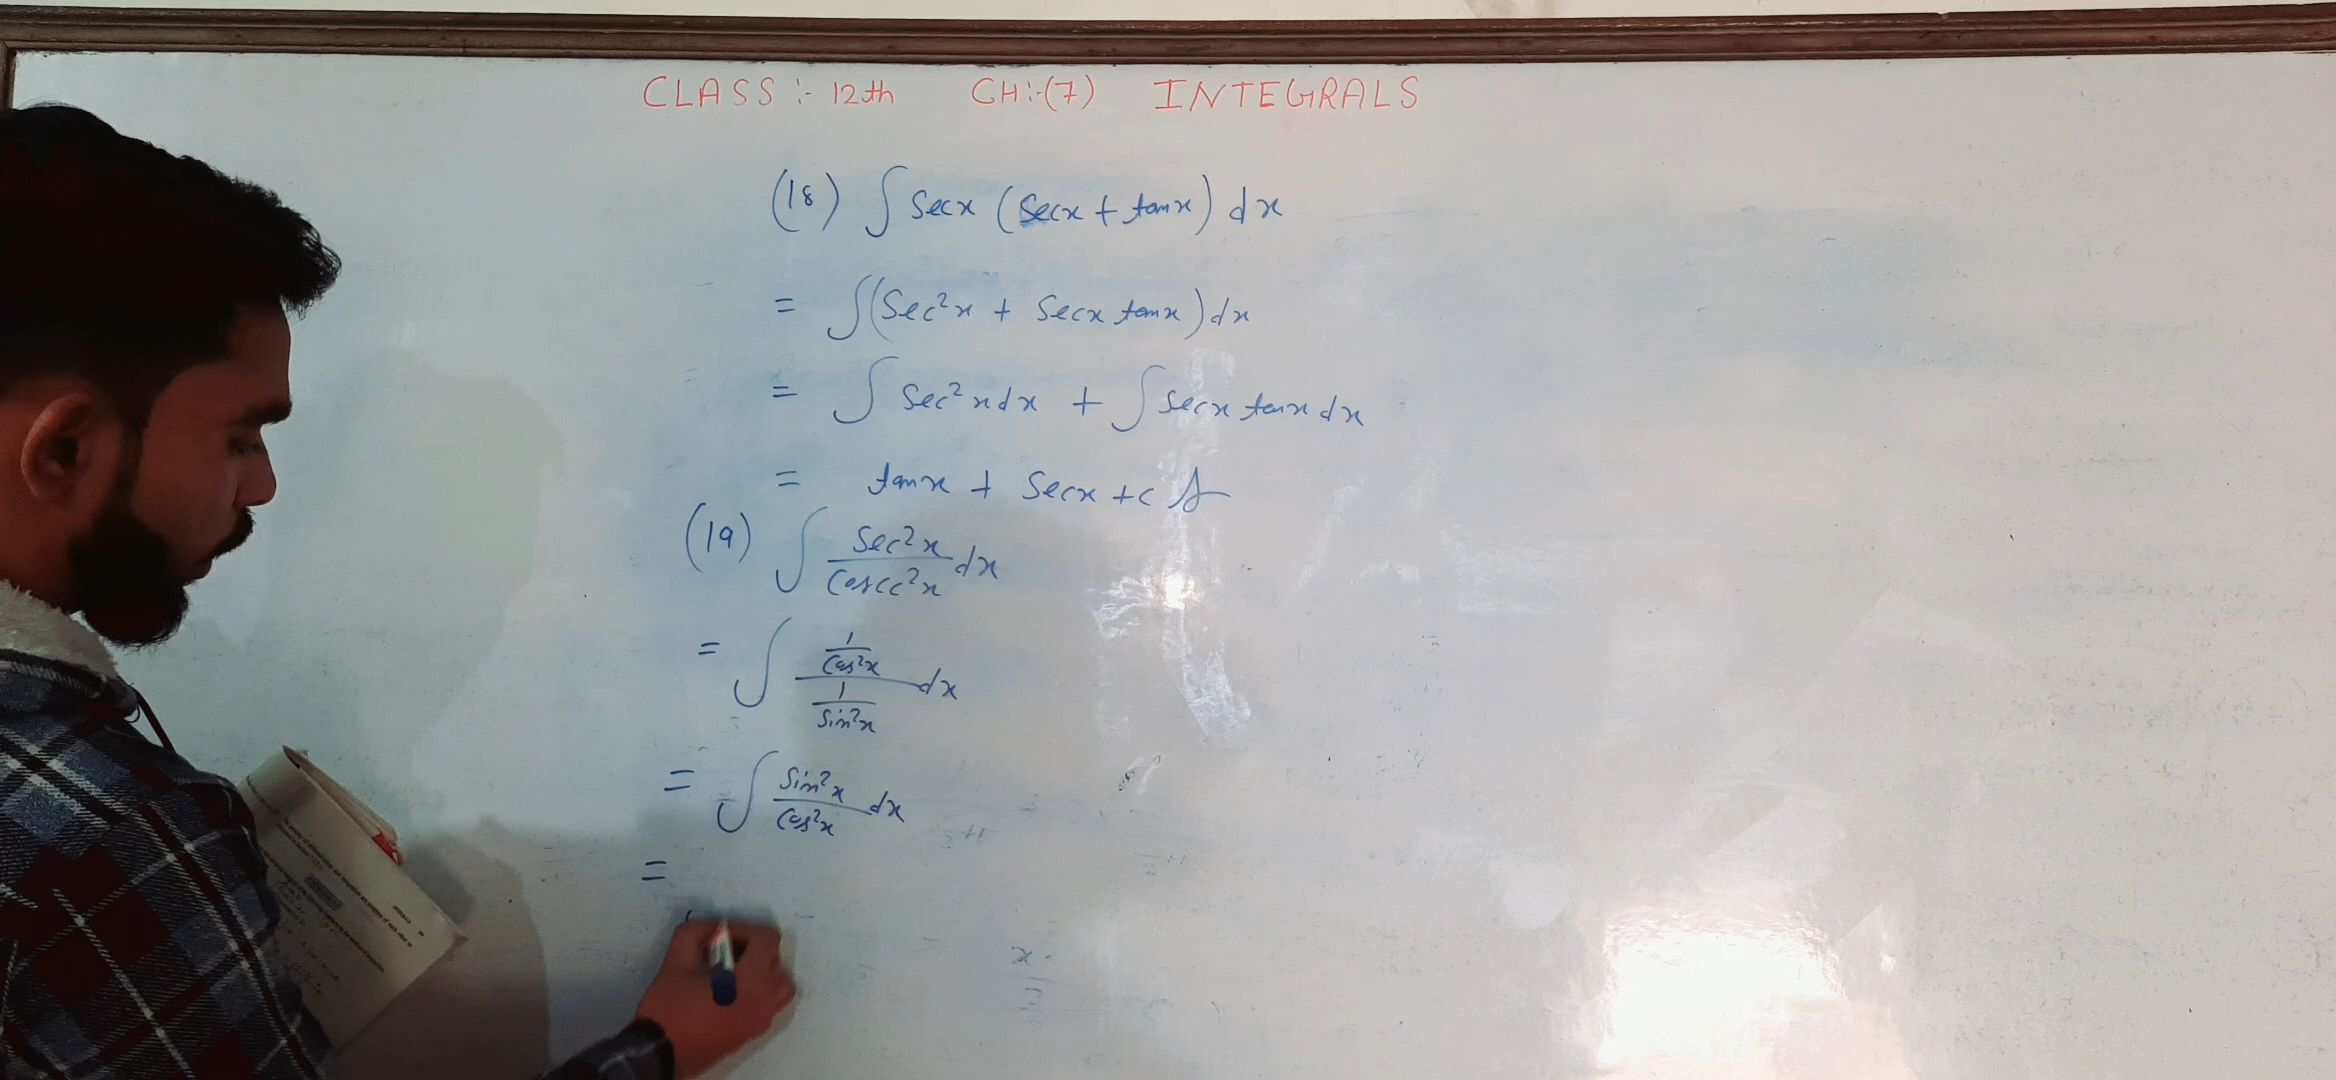 CLASS :- 12th CH:-(7) INTEGRALS
(18) ∫ Secx (Secx + tanx) dx
= ∫(Sec²x + Secx tanx) dx
= ∫ Sec²x dx + ∫ Secx tanx dx
= tanx + Secx + c
(19) ∫ Sec²x / Cosec²x dx
= ∫ (1/Cos²x) / (1/Sin²x) dx
= ∫ Sin²x / Cos²x dx
=